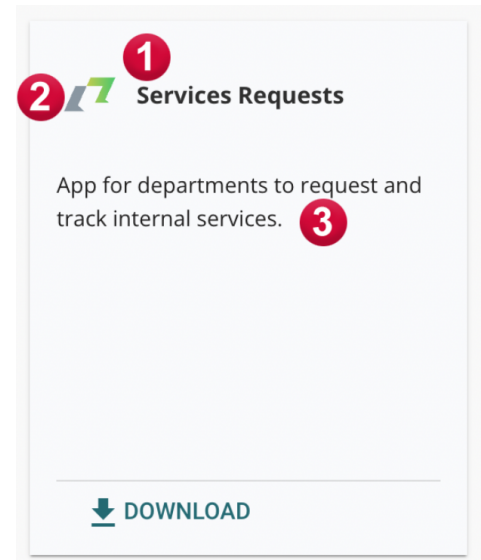 1
2
Services Requests
App for departments to request and
track internal services.
3
DOWNLOAD